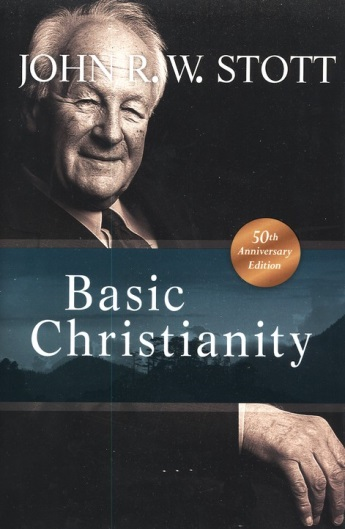 JOHN R. W. STOTT
50th
Anniversary
Edition
Basic
Christianity